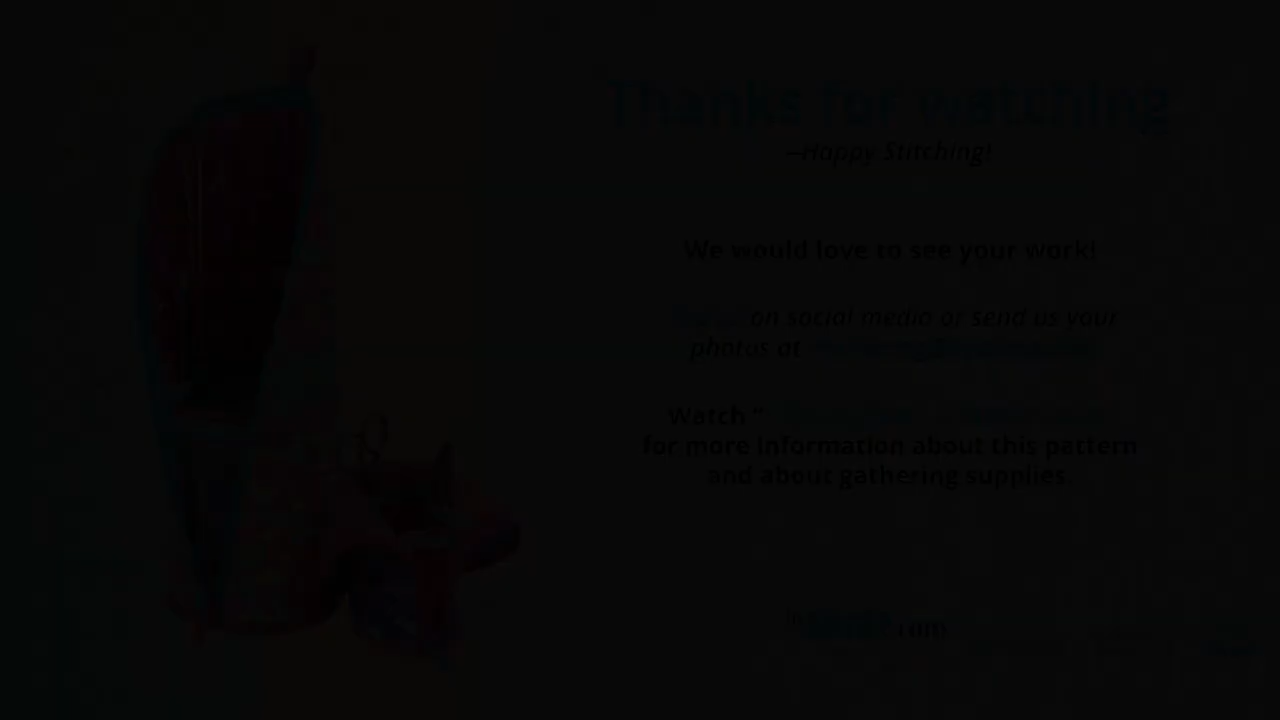 Thanks for watching
—Happy Stitching!
We would love to see your work!
on social media or send us your
photos at
Watch “
for more information about this pattern
and about gathering supplies.
.com